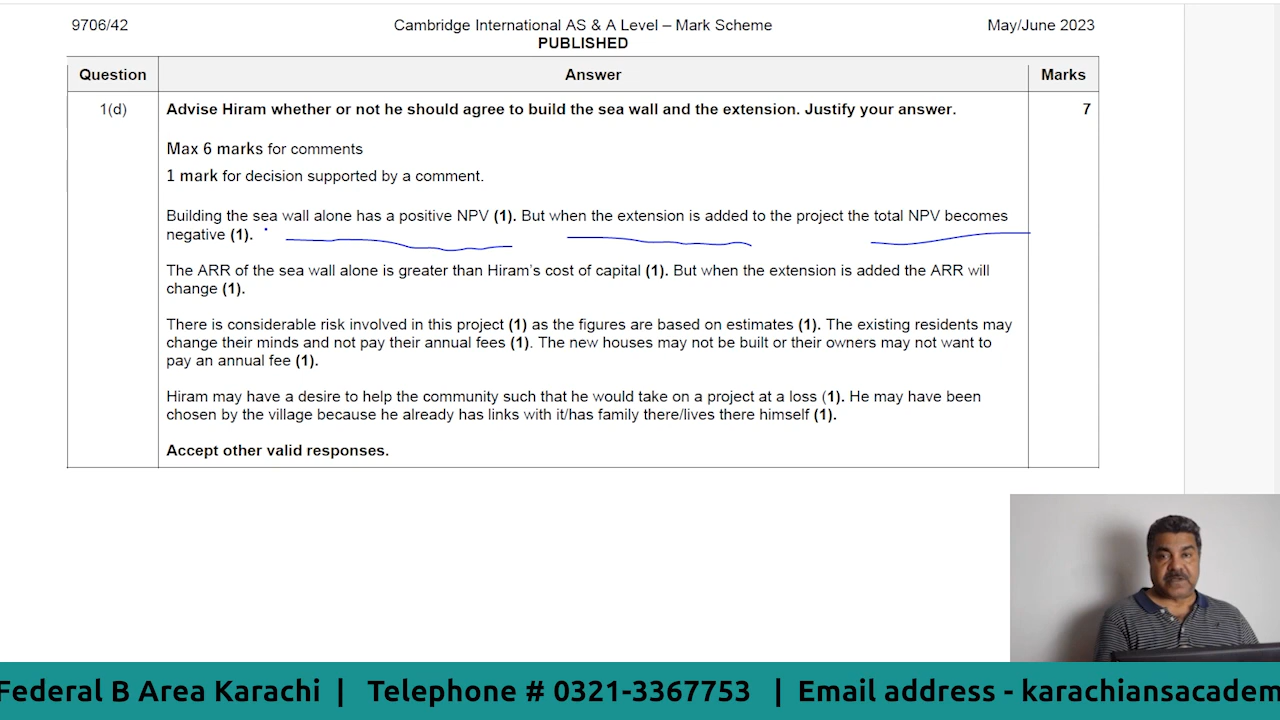 9706/42 Cambridge International AS & A Level – Mark Scheme May/June 2023
PUBLISHED
Question Answer Marks
1(d) Advise Hiram whether or not he should agree to build the sea wall and the extension. Justify your answer. 7
Max 6 marks for comments
1 mark for decision supported by a comment.
Building the sea wall alone has a positive NPV (1). But when the extension is added to the project the total NPV becomes
negative (1).
The ARR of the sea wall alone is greater than Hiram's cost of capital (1). But when the extension is added the ARR will
change (1).
There is considerable risk involved in this project (1) as the figures are based on estimates (1). The existing residents may
change their minds and not pay their annual fees (1). The new houses may not be built or their owners may not want to
pay an annual fee (1).
Hiram may have a desire to help the community such that he would take on a project at a loss (1). He may have been
chosen by the village because he already has links with it/has family there/lives there himself (1).
Accept other valid responses.
Federal B Area Karachi | Telephone # 0321-3367753 | Email address - karachiansacadem